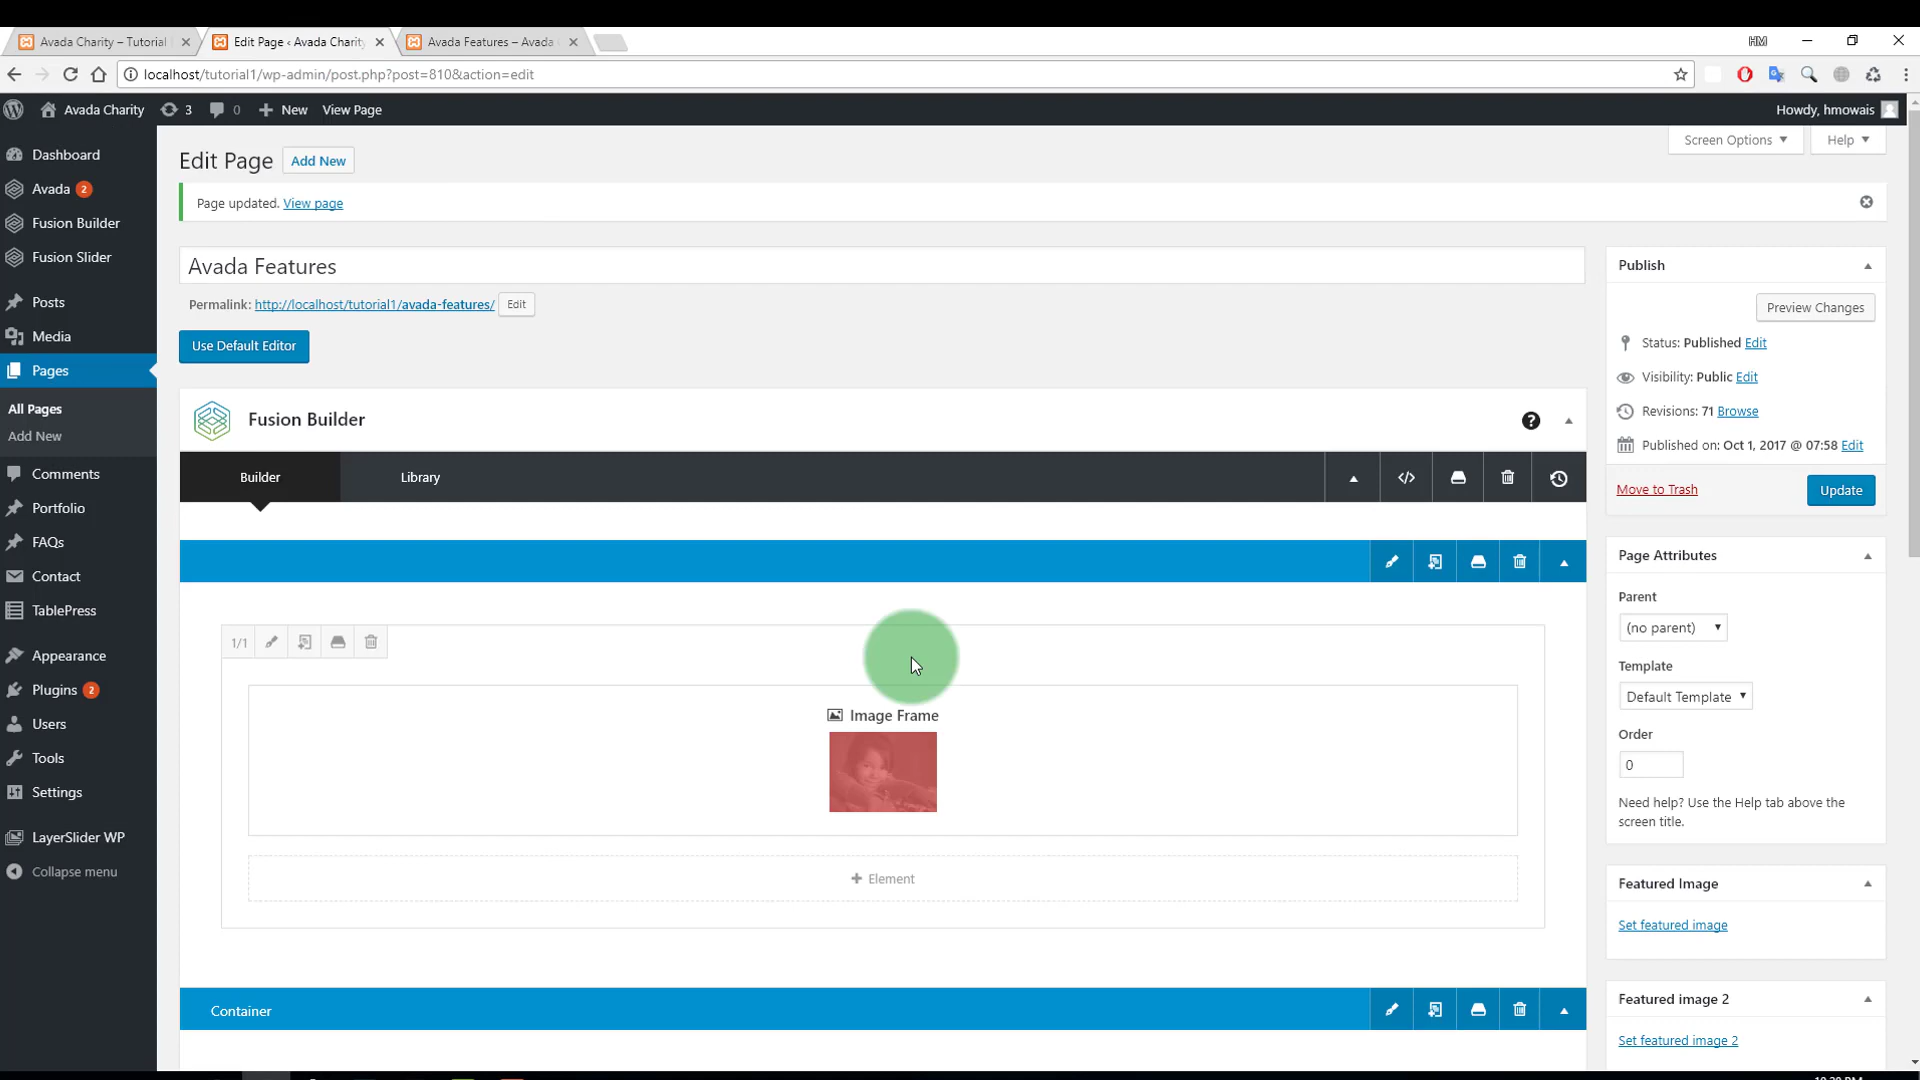 Avada Charity – Tutorial
Edit Page ‹ Avada Charity
Avada Features – Avada
HM
localhost/tutorial1/wp-admin/post.php?post=810&action=edit
Avada Charity
3
0
New
View Page
Howdy, hmowais
Dashboard
Avada 2
Fusion Builder
Fusion Slider
Posts
Media
Pages
All Pages
Add New
Comments
Portfolio
FAQs
Contact
TablePress
Appearance
Plugins 2
Users
Tools
Settings
LayerSlider WP
Collapse menu
Screen Options
Help
Edit Page
Add New
Page updated. View page
Avada Features
Permalink: http://localhost/tutorial1/avada-features/ Edit
Use Default Editor
Fusion Builder
?
Builder
Library
</>
1/1
Image Frame
+ Element
Container
Publish
Preview Changes
Status: Published Edit
Visibility: Public Edit
Revisions: 71 Browse
Published on: Oct 1, 2017 @ 07:58 Edit
Move to Trash
Update
Page Attributes
Parent
(no parent)
Template
Default Template
Order
0
Need help? Use the Help tab above the
screen title.
Featured Image
Set featured image
Featured image 2
Set featured image 2